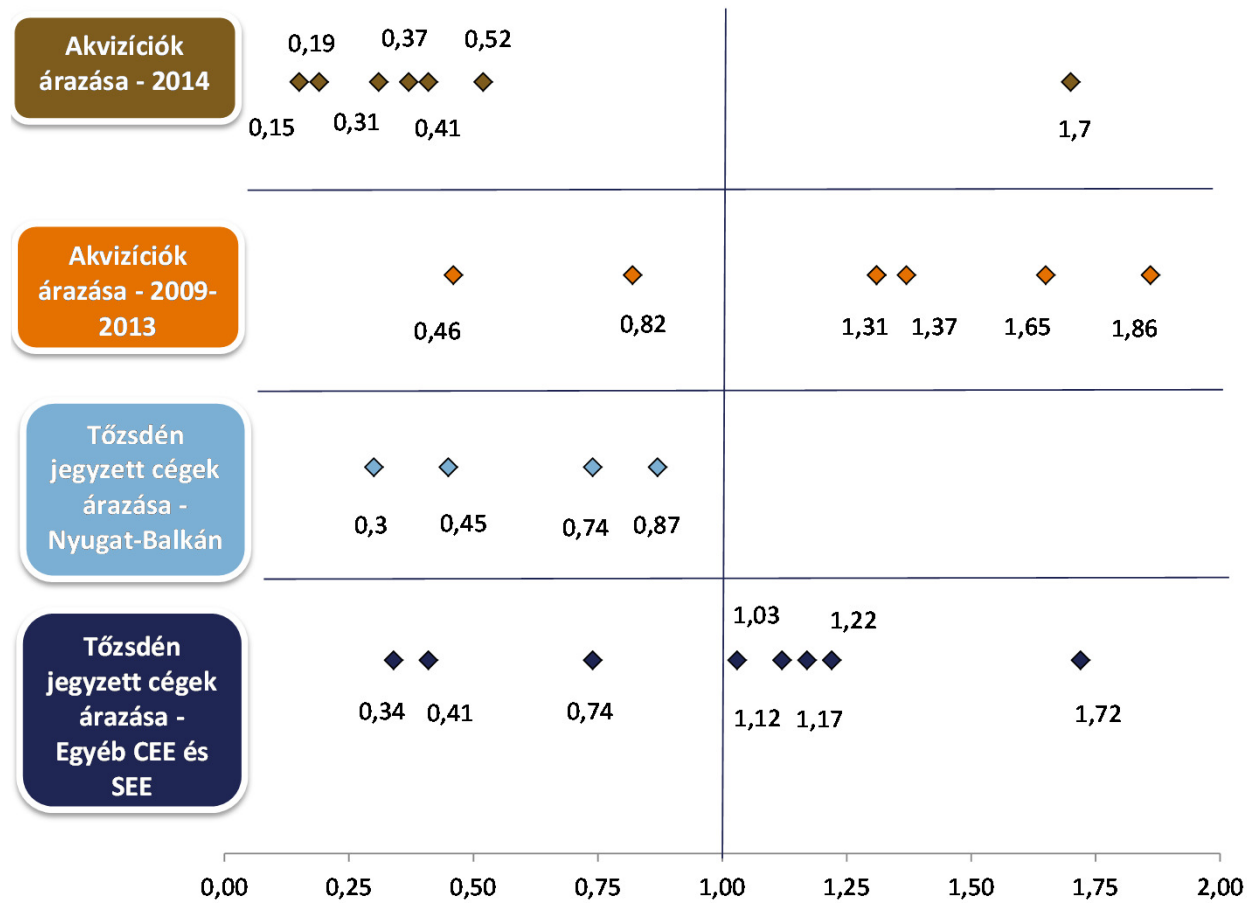 Akvizíciók
árazása - 2014
0,19 0,37 0,52
0,15 0,31 0,41 1,7
Akvizíciók
árazása - 2009-
2013
0,46 0,82 1,31 1,37 1,65 1,86
Tőzsdén
jegyzett cégek
árazása -
Nyugat-Balkán
0,3 0,45 0,74 0,87
Tőzsdén
jegyzett cégek
árazása -
Egyéb CEE és
SEE
1,03 1,22
0,34 0,41 0,74 1,12 1,17 1,72
0,00 0,25 0,50 0,75 1,00 1,25 1,50 1,75 2,00